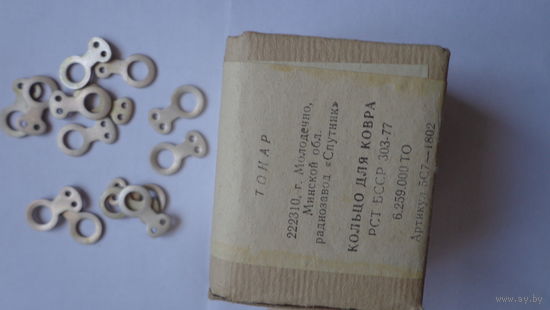 ТОНАР
222310, г. Молодечно,
Минской обл.
радиозавод «Спутник»
КОЛЬЦО ДЛЯ КОВРА
РСТ БССР 303-77
6.259.000 ТО
Артикул 5С7—1802
www.ay.by